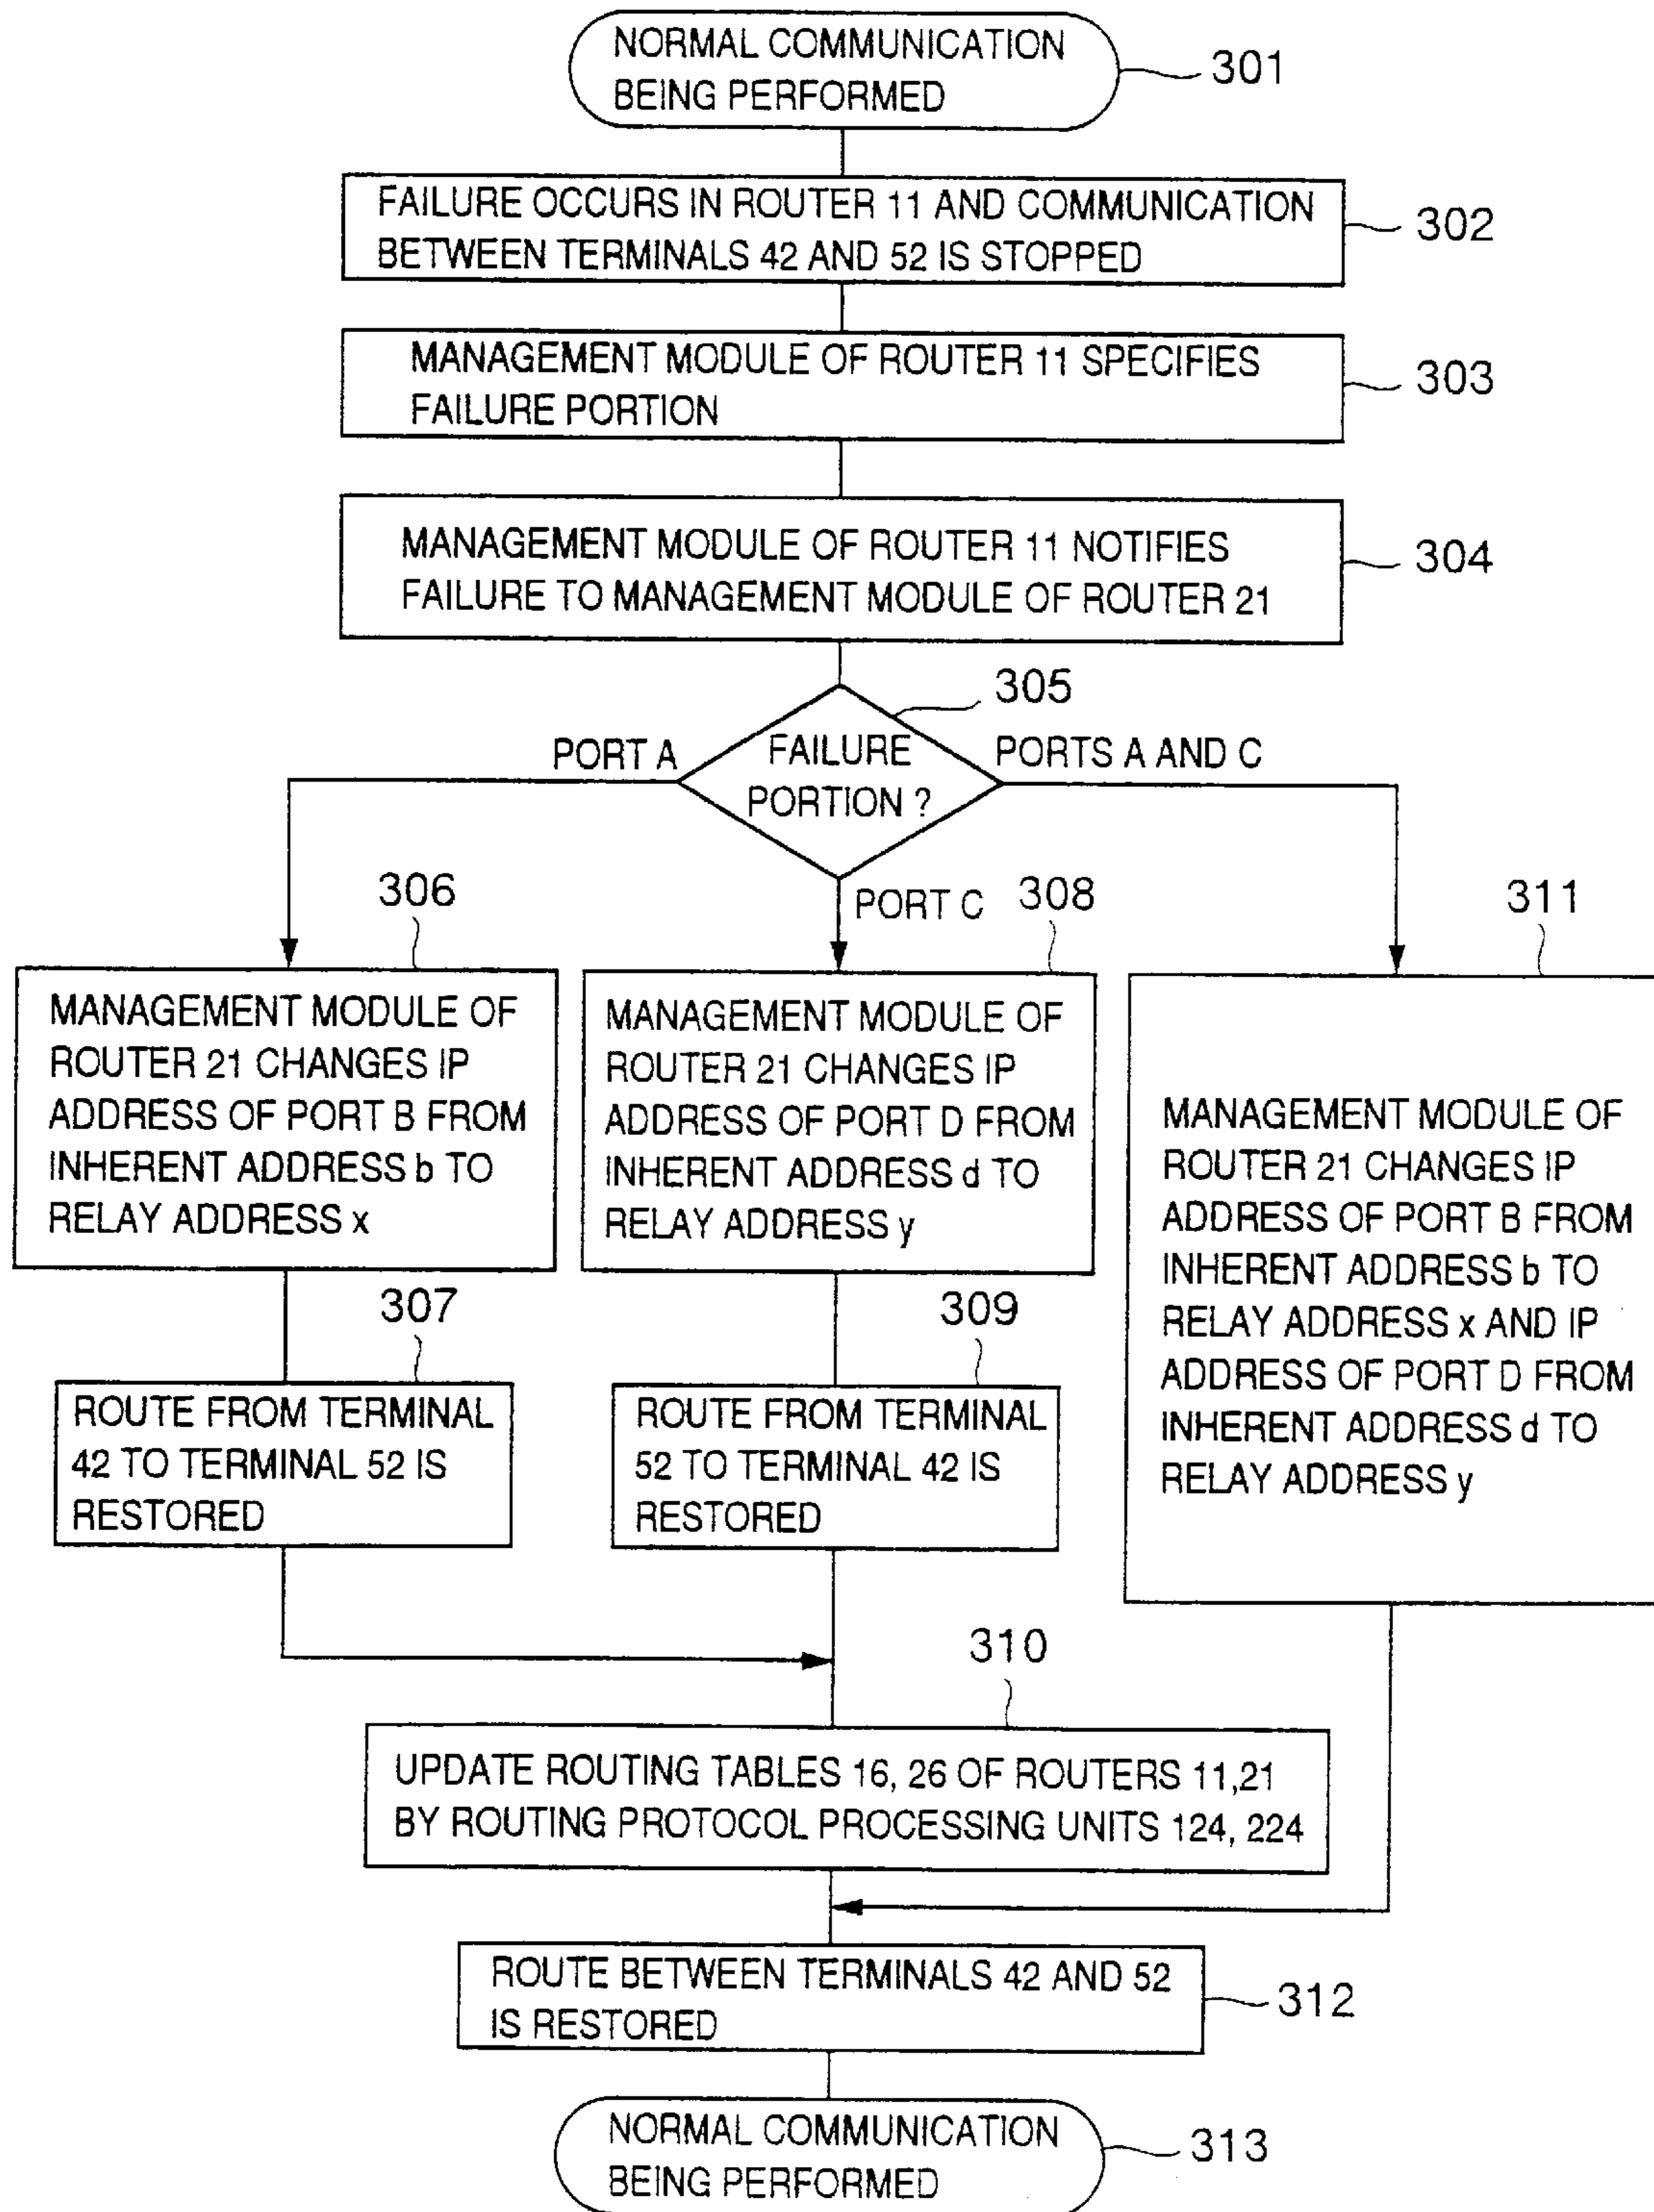 NORMAL COMMUNICATION
BEING PERFORMED
301
FAILURE OCCURS IN ROUTER 11 AND COMMUNICATION
BETWEEN TERMINALS 42 AND 52 IS STOPPED
302
MANAGEMENT MODULE OF ROUTER 11 SPECIFIES
FAILURE PORTION
303
MANAGEMENT MODULE OF ROUTER 11 NOTIFIES
FAILURE TO MANAGEMENT MODULE OF ROUTER 21
304
305
FAILURE
PORTION ?
PORT A
PORTS A AND C
PORT C
306
MANAGEMENT MODULE OF
ROUTER 21 CHANGES IP
ADDRESS OF PORT B FROM
INHERENT ADDRESS b TO
RELAY ADDRESS x
308
MANAGEMENT MODULE OF
ROUTER 21 CHANGES IP
ADDRESS OF PORT D FROM
INHERENT ADDRESS d TO
RELAY ADDRESS y
311
MANAGEMENT MODULE OF
ROUTER 21 CHANGES IP
ADDRESS OF PORT B FROM
INHERENT ADDRESS b TO
RELAY ADDRESS x AND IP
ADDRESS OF PORT D FROM
INHERENT ADDRESS d TO
RELAY ADDRESS y
307
ROUTE FROM TERMINAL
42 TO TERMINAL 52 IS
RESTORED
309
ROUTE FROM TERMINAL
52 TO TERMINAL 42 IS
RESTORED
310
UPDATE ROUTING TABLES 16, 26 OF ROUTERS 11,21
BY ROUTING PROTOCOL PROCESSING UNITS 124, 224
ROUTE BETWEEN TERMINALS 42 AND 52
IS RESTORED
312
NORMAL COMMUNICATION
BEING PERFORMED
313